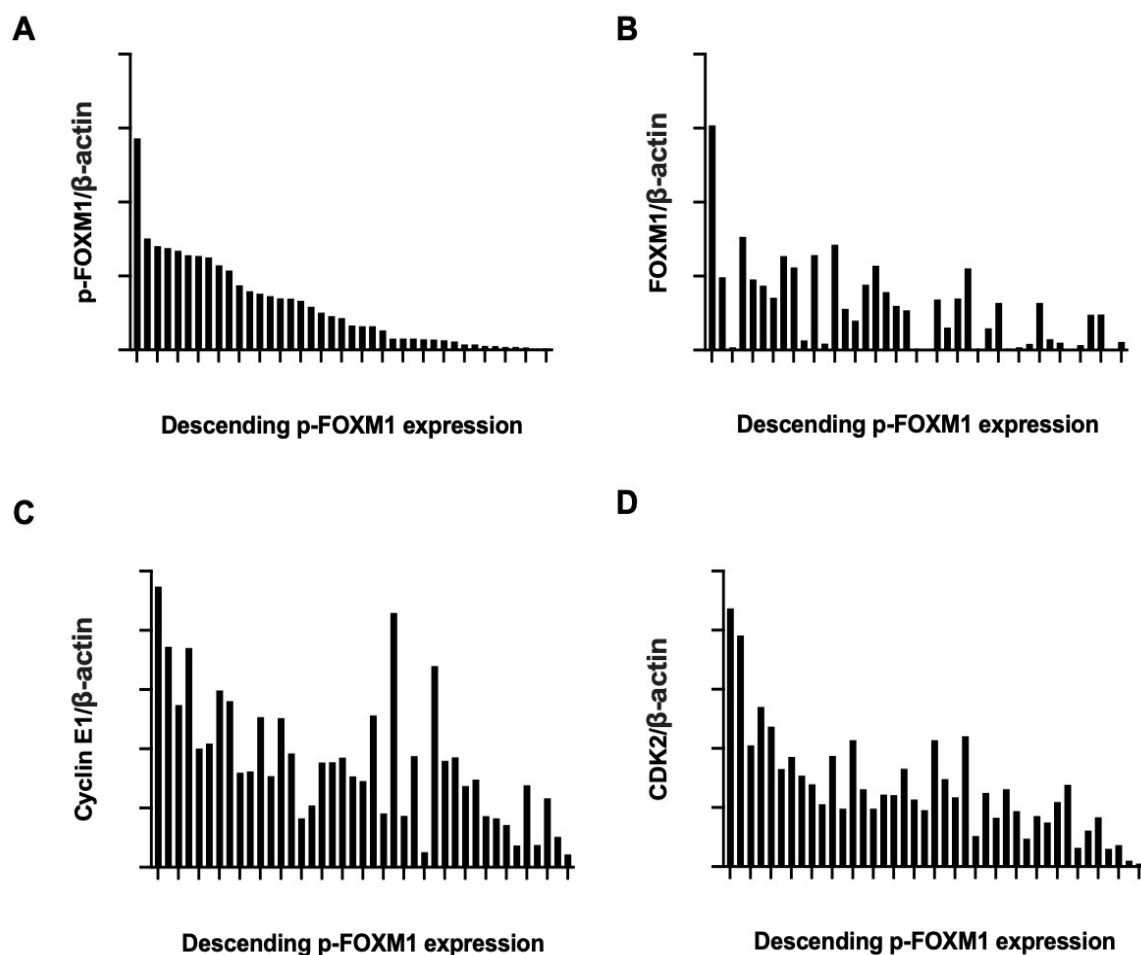 A
p-FOXM1/β-actin
Descending p-FOXM1 expression
B
FOXM1/β-actin
Descending p-FOXM1 expression
C
Cyclin E1/β-actin
Descending p-FOXM1 expression
D
CDK2/β-actin
Descending p-FOXM1 expression